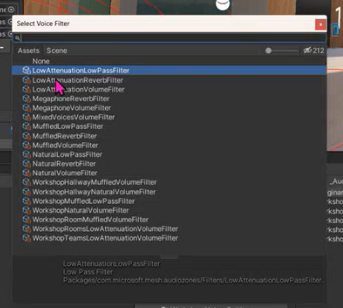 Select Voice Filter
x
Assets Scene
212
None
LowAttenuationLowPassFilter
LowAttenuationReverbFilter
LowAttenuationVolumeFilter
MegaphoneReverbFilter
MegaphoneVolumeFilter
MixedVoicesVolumeFilter
MuffledLowPassFilter
MuffledReverbFilter
MuffledVolumeFilter
NaturalLowPassFilter
NaturalReverbFilter
NaturalVolumeFilter
WorkshopHallwayMuffledVolumeFilter
WorkshopHallwayNaturalVolumeFilter
WorkshopMuffledLowPassFilter
WorkshopNaturalVolumeFilter
WorkshopRoomMuffledVolumeFilter
WorkshopRoomsLowAttenuationVolumeFilter
WorkshopTeamsLowAttenuationVolumeFilter
LowAttenuationLowPassFilter
Low Pass Filter
Packages/com.microsoft.mesh.audiozones/Filters/LowAttenuationLowPassFilter.